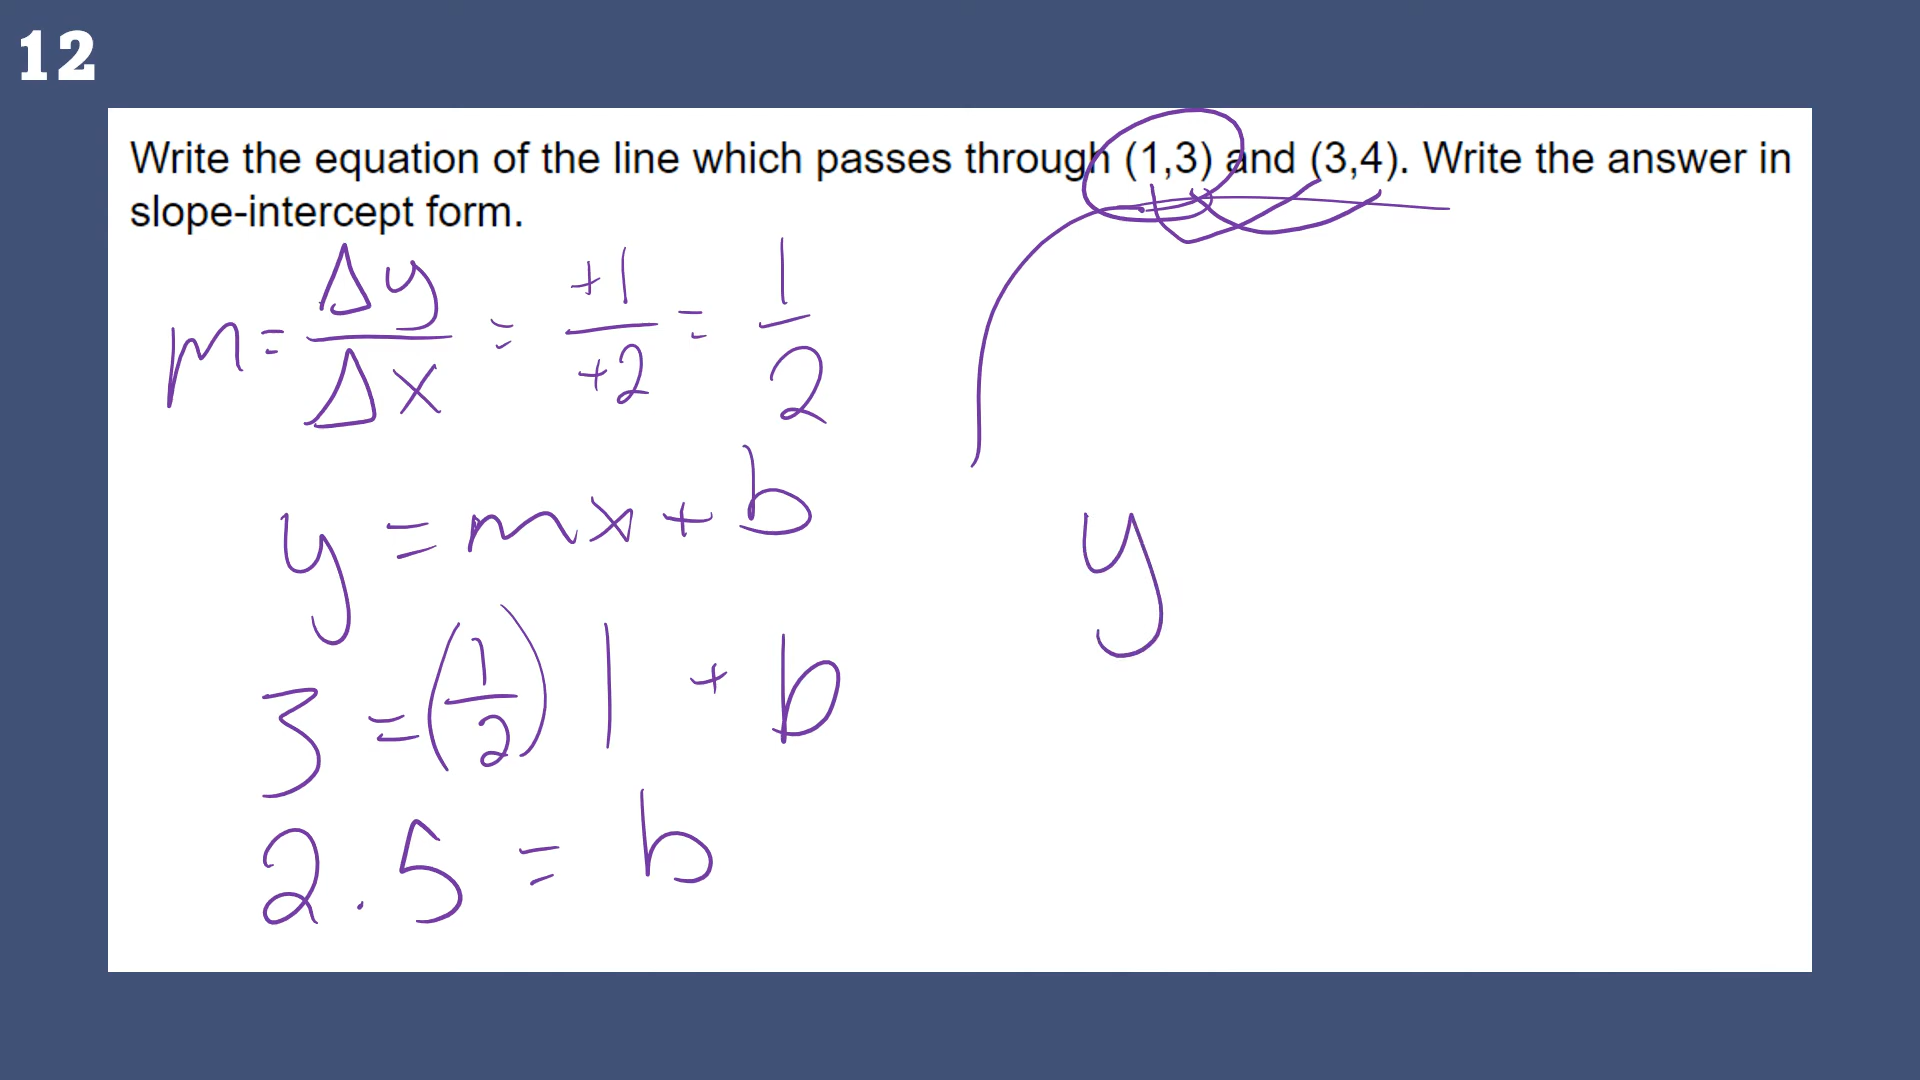 12
Write the equation of the line which passes through (1,3) and (3,4). Write the answer in
slope-intercept form.
m = Δy/Δx = +1/+2 = 1/2
y = mx + b
y
3 = (1/2) 1 + b
2.5 = b